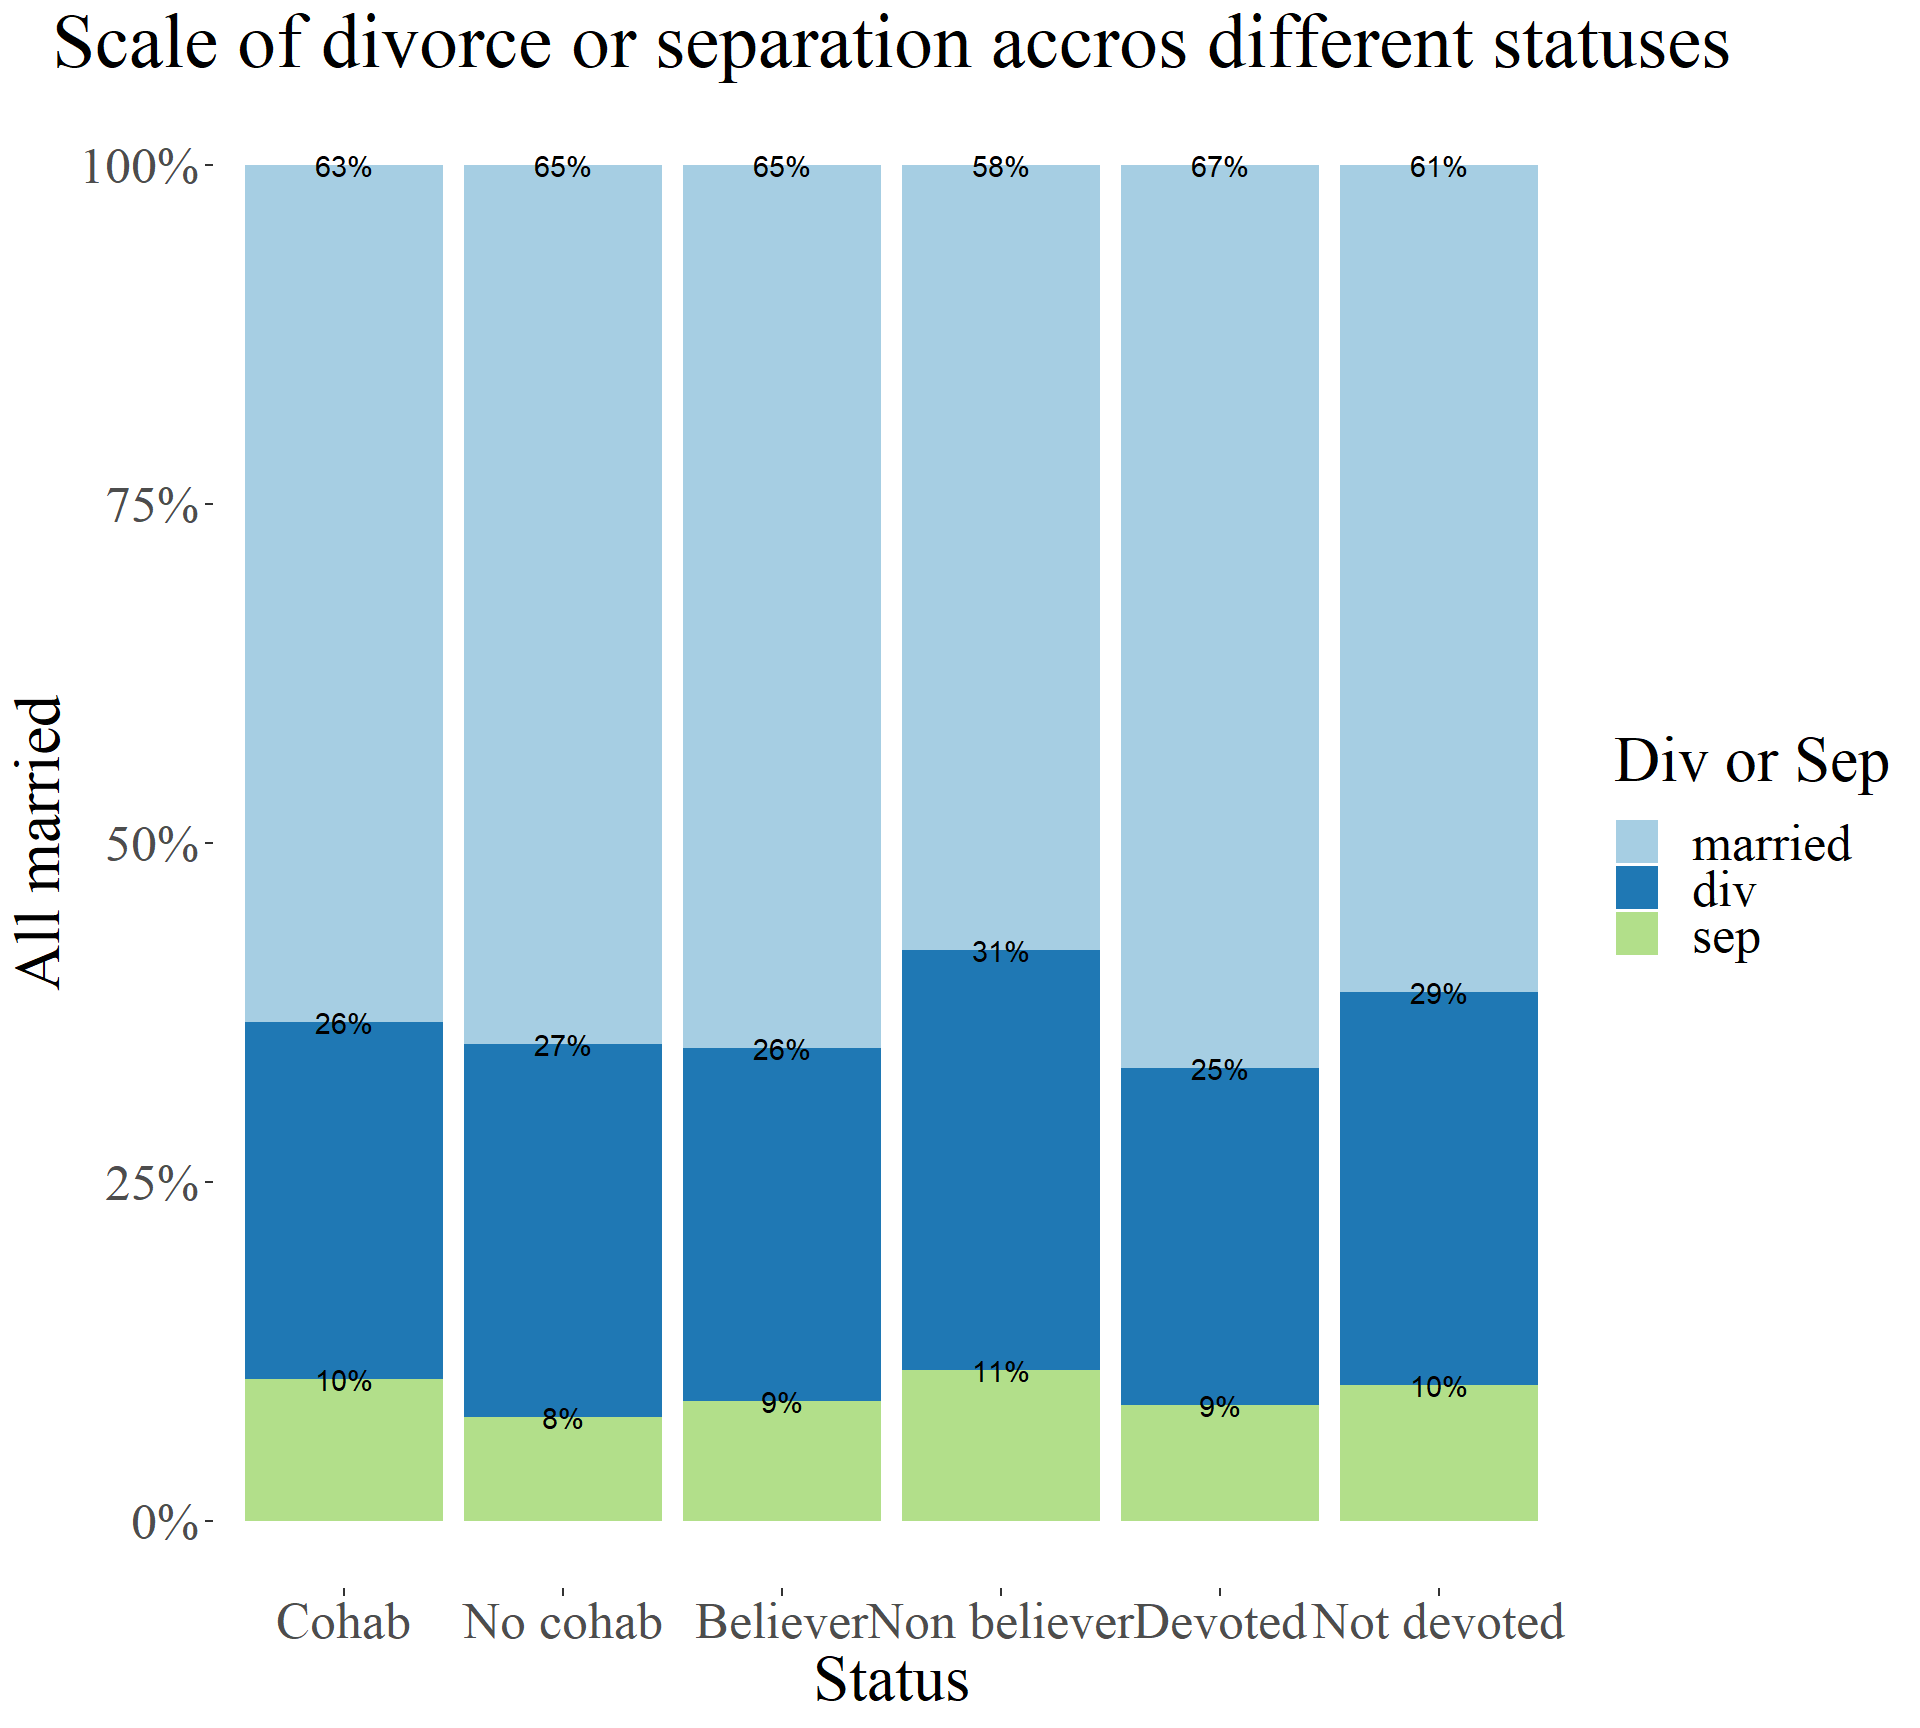 Scale of divorce or separation accros different statuses
100%
75%
50%
25%
0%
All married
63% 65% 65% 58% 67% 61%
26% 27% 26% 31% 25% 29%
10% 8% 9% 11% 9% 10%
Cohab No cohab Believer Non believer Devoted Not devoted
Status
Div or Sep
married
div
sep